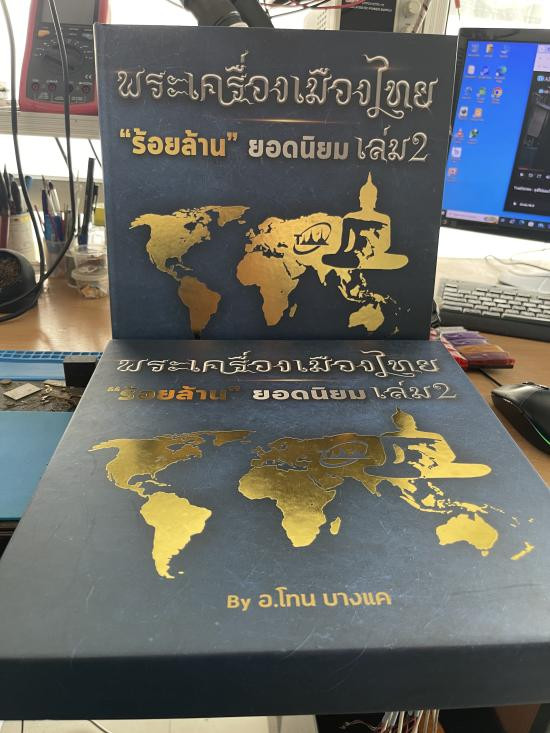 พระเครื่องเมืองไทย
“ร้อยล้าน” ยอดนิยม เล่ม2
พระเครื่องเมืองไทย
“ร้อยล้าน” ยอดนิยม เล่ม2
By อ.โทน บางแค